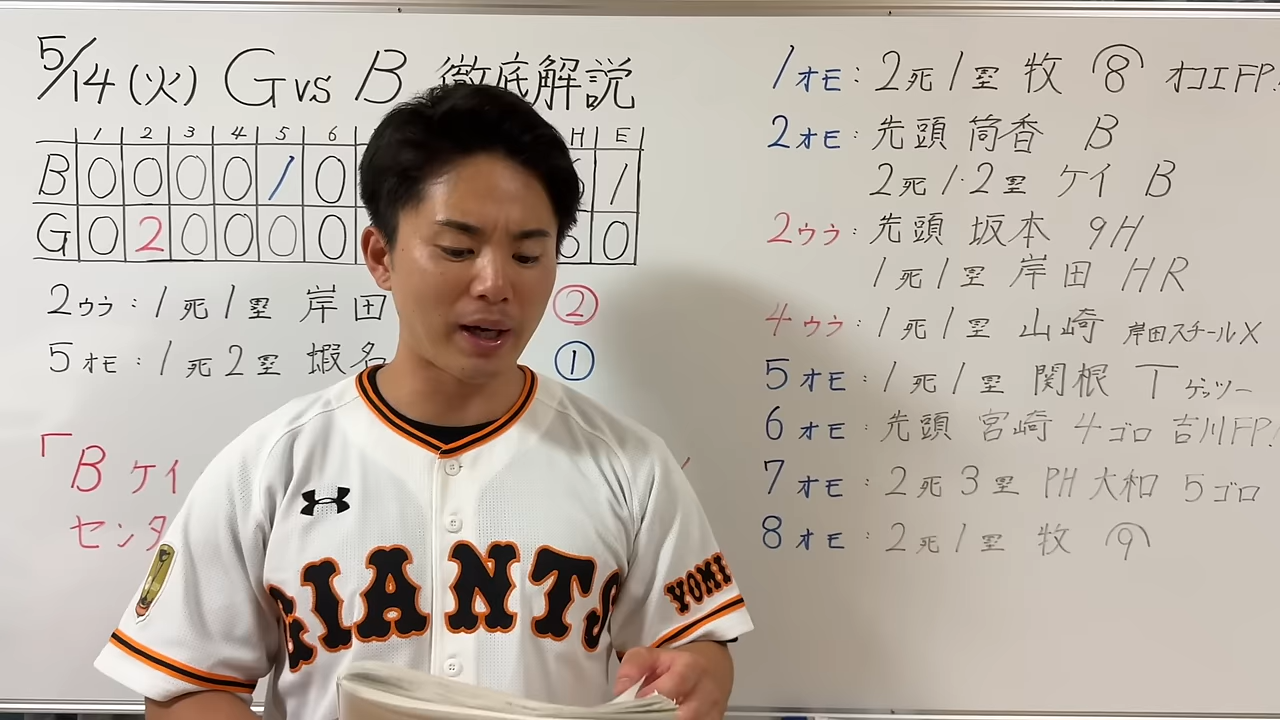 5/14(火) G vs B 徹底解説
1 2 3 4 5 6 H E
B 0 0 0 0 1 0 1
G 0 2 0 0 0 0 0
2ウラ:1死1塁 岸田 ②
5オモ:1死2塁 蝦名 ①
「B ケイ
センタ
1オモ:2死1塁 牧 ⑧ オコエFP.
2オモ:先頭 筒香 B
2死1・2塁 ケイ B
2ウラ:先頭 坂本 9H
1死1塁 岸田 HR
4ウラ:1死1塁 山崎 岸田スチールX
5オモ:1死1塁 関根 T ゲッツー
6オモ:先頭 宮崎 4ゴロ 吉川FP.
7オモ:2死3塁 PH大和 5ゴロ
8オモ:2死1塁 牧 ⑨
GIANTS
YOMI